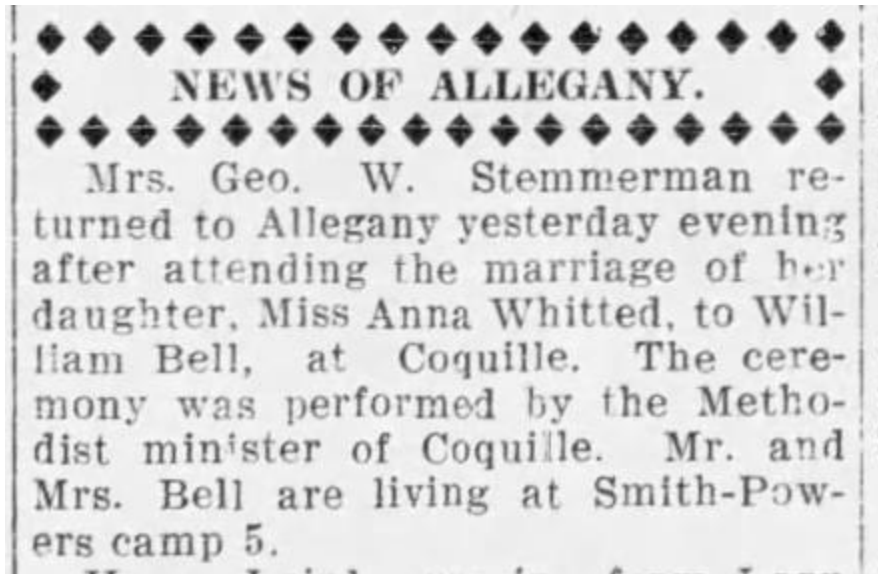 NEWS OF ALLEGANY.
Mrs. Geo. W. Stemmerman re-
turned to Allegany yesterday evening
after attending the marriage of her
daughter, Miss Anna Whitted, to Wil-
liam Bell, at Coquille. The cere-
mony was performed by the Metho-
dist minister of Coquille. Mr. and
Mrs. Bell are living at Smith-Pow-
ers camp 5.